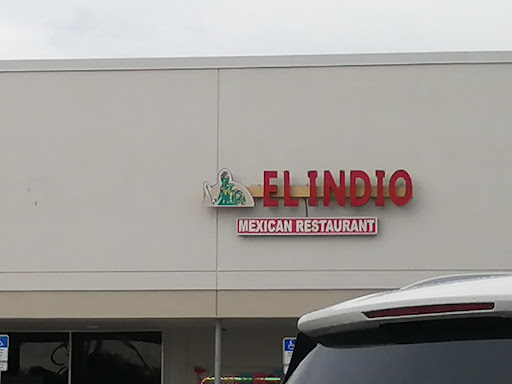 EL INDIO
MEXICAN RESTAURANT